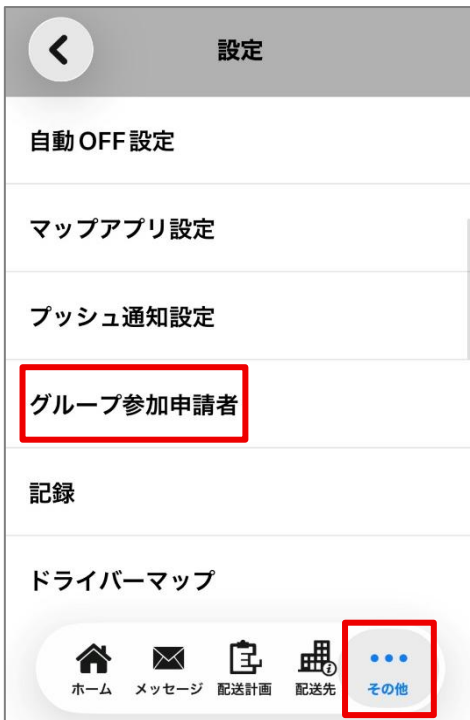 設定
自動OFF設定
マップアプリ設定
プッシュ通知設定
グループ参加申請者
記録
ドライバーマップ
ホーム メッセージ 配送計画 配送先 その他